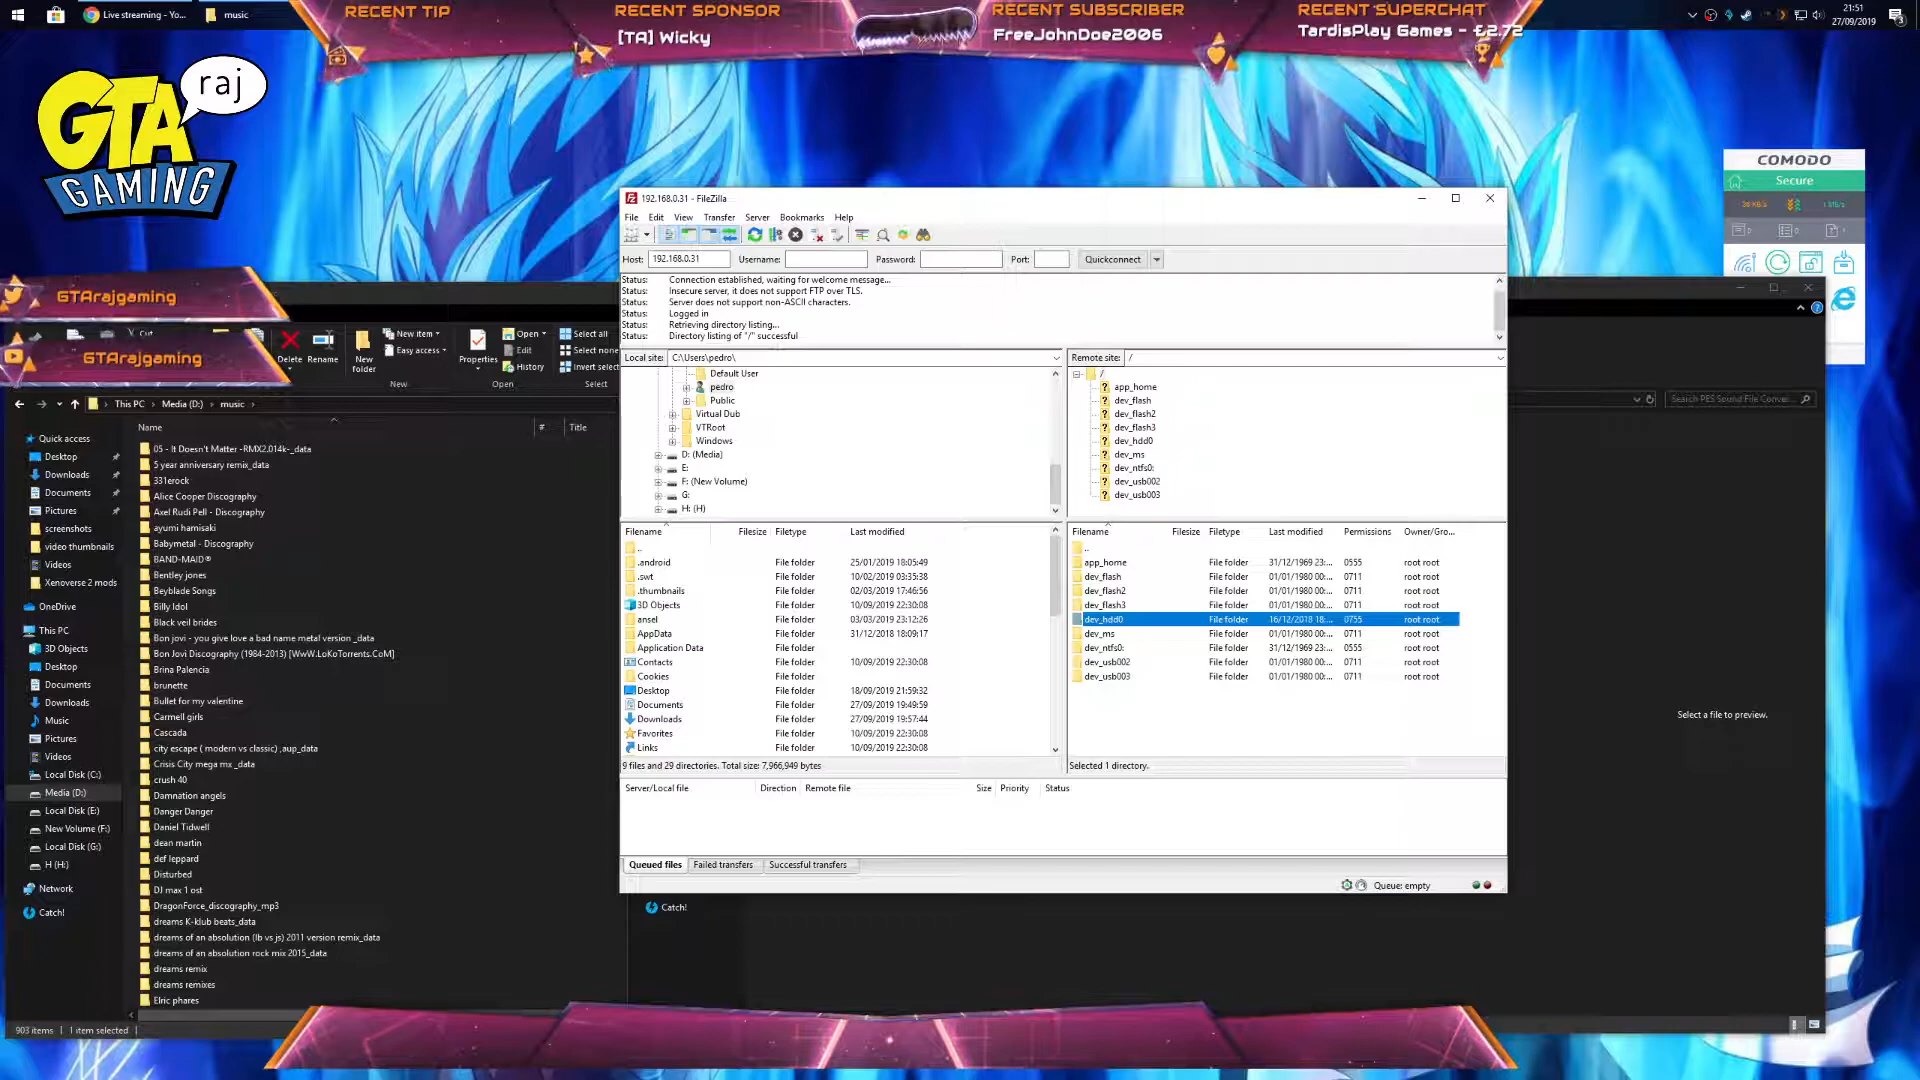 Live streaming - Yo...
music
RECENT TIP
RECENT SPONSOR
[TA] Wicky
RECENT SUBSCRIBER
FreeJohnDoe2006
RECENT SUPERCHAT
TardisPlay Games - £2.72
21:51
27/09/2019
GTA
raj
GAMING
COMODO
Secure
GTArajgaming
GTArajgaming
Cut
Delete
Rename
New folder
New item
Easy access
New
Properties
Open
Edit
History
Open
Select all
Select none
Invert select
Select
This PC
Media (D:)
music
Search PES Sound File Conver...
Name
#
Title
Quick access
Desktop
Downloads
Documents
Pictures
screenshots
video thumbnails
Videos
Xenoverse 2 mods
OneDrive
This PC
3D Objects
Desktop
Documents
Downloads
Music
Pictures
Videos
Local Disk (C:)
Media (D:)
Local Disk (E:)
New Volume (F:)
Local Disk (G:)
H (H:)
Network
Catch!
05 - It Doesn't Matter -RMX2.014k-_data
5 year anniversary remix_data
331erock
Alice Cooper Discography
Axel Rudi Pell - Discography
ayumi hamisaki
Babymetal - Discography
BAND-MAID®
Bentley jones
Beyblade Songs
Billy Idol
Black veil brides
Bon jovi - you give love a bad name metal version _data
Bon Jovi Discography (1984-2013) [WwW.LoKoTorrents.CoM]
Brina Palencia
brunette
Bullet for my valentine
Carmell girls
Cascada
city escape ( modern vs classic) ,aup_data
Crisis City mega mx _data
crush 40
Damnation angels
Danger Danger
Daniel Tidwell
dean martin
def leppard
Disturbed
DJ max 1 ost
DragonForce_discography_mp3
dreams K-klub beats_data
dreams of an absolution (lb vs js) 2011 version remix_data
dreams of an absolution rock mix 2015_data
dreams remix
dreams remixes
Elric phares
903 items
1 item selected
192.168.0.31 - FileZilla
File Edit View Transfer Server Bookmarks Help
Host: 192.168.0.31 Username: Password: Port: Quickconnect
Status: Connection established, waiting for welcome message...
Status: Insecure server, it does not support FTP over TLS.
Status: Server does not support non-ASCII characters.
Status: Logged in
Status: Retrieving directory listing...
Status: Directory listing of "/" successful
Local site: C:\Users\pedro\
Default User
pedro
Public
Virtual Dub
VTRoot
Windows
D: (Media)
E:
F: (New Volume)
G:
H: (H)
Remote site: /
/
app_home
dev_flash
dev_flash2
dev_flash3
dev_hdd0
dev_ms
dev_ntfs0:
dev_usb002
dev_usb003
Filename Filesize Filetype Last modified
..
.android File folder 25/01/2019 18:05:49
.swt File folder 10/02/2019 03:35:38
.thumbnails File folder 02/03/2019 17:46:56
3D Objects File folder 10/09/2019 22:30:08
ansel File folder 03/03/2019 23:12:26
AppData File folder 31/12/2018 18:09:17
Application Data File folder
Contacts File folder 10/09/2019 22:30:08
Cookies File folder
Desktop File folder 18/09/2019 21:59:32
Documents File folder 27/09/2019 19:49:59
Downloads File folder 27/09/2019 19:57:44
Favorites File folder 10/09/2019 22:30:08
Links File folder 10/09/2019 22:30:08
9 files and 29 directories. Total size: 7,966,949 bytes
Filename Filesize Filetype Last modified Permissions Owner/Gro...
..
app_home File folder 31/12/1969 23:... 0555 root root
dev_flash File folder 01/01/1980 00:... 0711 root root
dev_flash2 File folder 01/01/1980 00:... 0711 root root
dev_flash3 File folder 01/01/1980 00:... 0711 root root
dev_hdd0 File folder 16/12/2018 18:... 0755 root root
dev_ms File folder 01/01/1980 00:... 0711 root root
dev_ntfs0: File folder 31/12/1969 23:... 0555 root root
dev_usb002 File folder 01/01/1980 00:... 0711 root root
dev_usb003 File folder 01/01/1980 00:... 0711 root root
Selected 1 directory.
Server/Local file Direction Remote file Size Priority Status
Queued files Failed transfers Successful transfers
Queue: empty
Catch!
Select a file to preview.